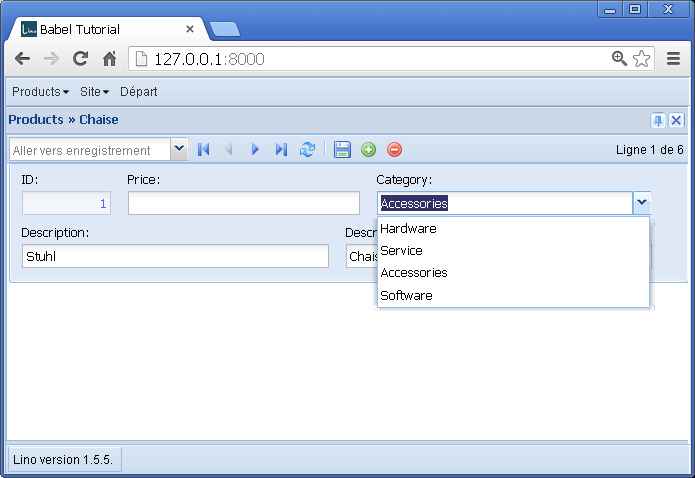 Lino Babel Tutorial
127.0.0.1:8000
Products Site Départ
Products » Chaise
Aller vers enregistrement Ligne 1 de 6
ID: Price: Category:
1 Accessories
Hardware
Service
Accessories
Software
Description: Descr
Stuhl Chais
Lino version 1.5.5.